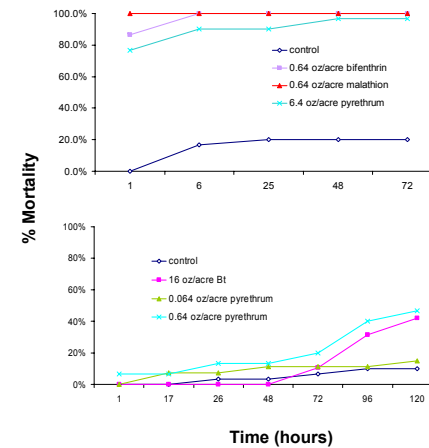 100.0%
80.0%
60.0%
40.0%
20.0%
0.0%
control
0.64 oz/acre bifenthrin
0.64 oz/acre malathion
6.4 oz/acre pyrethrum
1 6 25 48 72
% Mortality
100%
80%
60%
40%
20%
0%
control
16 oz/acre Bt
0.064 oz/acre pyrethrum
0.64 oz/acre pyrethrum
1 17 26 48 72 96 120
Time (hours)